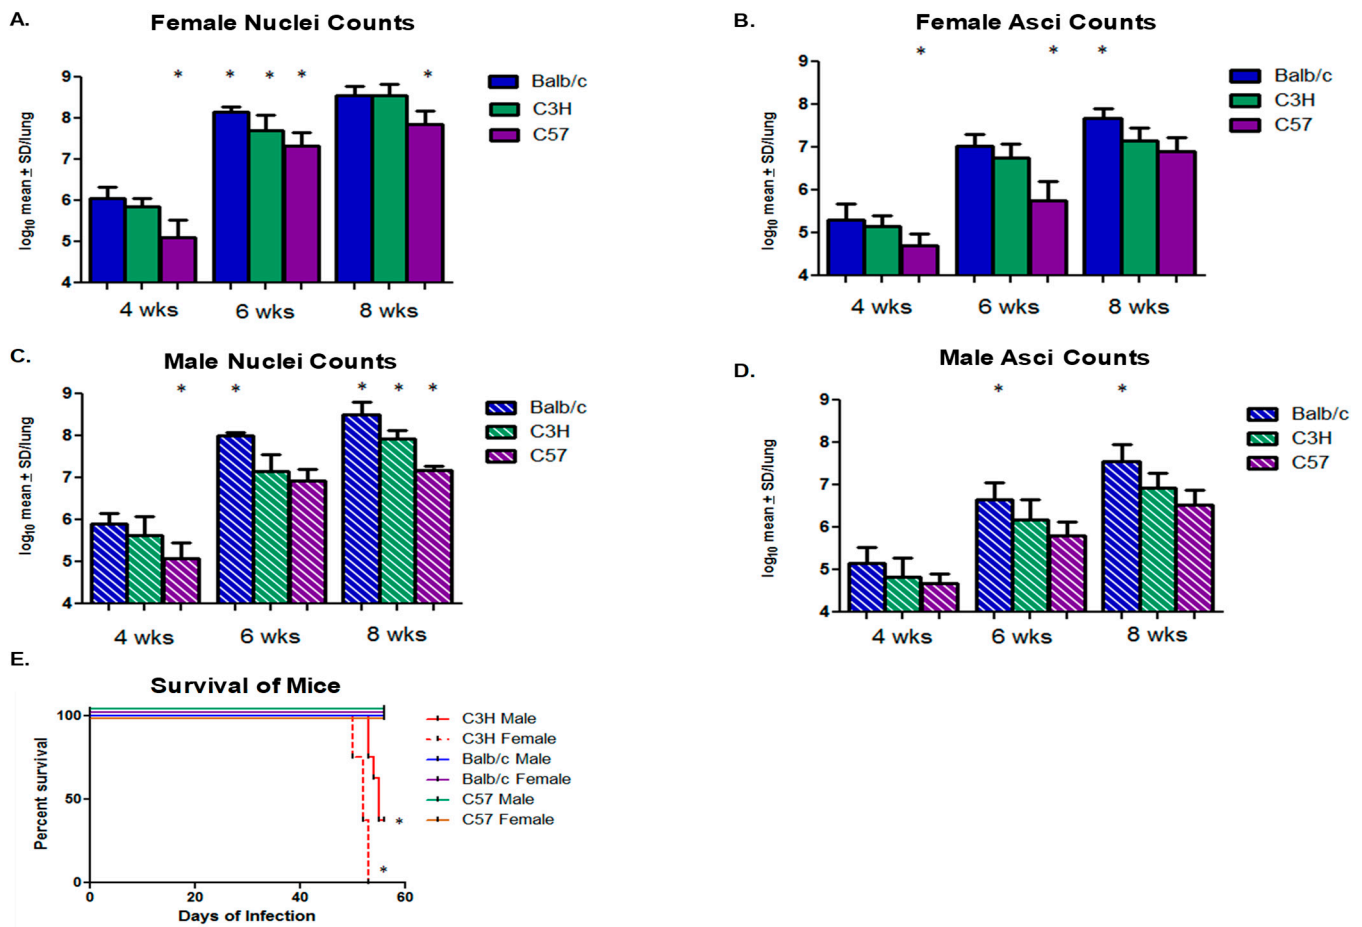 A.
Female Nuclei Counts
* * * * *
9
8
7
6
5
4
log10 mean ± SD/lung
4 wks 6 wks 8 wks
Balb/c
C3H
C57
B.
Female Asci Counts
* * *
9
8
7
6
5
4
log10 mean ± SD/lung
4 wks 6 wks 8 wks
Balb/c
C3H
C57
C.
Male Nuclei Counts
* * * * *
9
8
7
6
5
4
log10 mean ± SD/lung
4 wks 6 wks 8 wks
Balb/c
C3H
C57
D.
Male Asci Counts
* *
9
8
7
6
5
4
log10 mean ± SD/lung
4 wks 6 wks 8 wks
Balb/c
C3H
C57
E.
Survival of Mice
100
50
0
Percent survival
*
*
0 20 40 60
Days of Infection
C3H Male
C3H Female
Balb/c Male
Balb/c Female
C57 Male
C57 Female